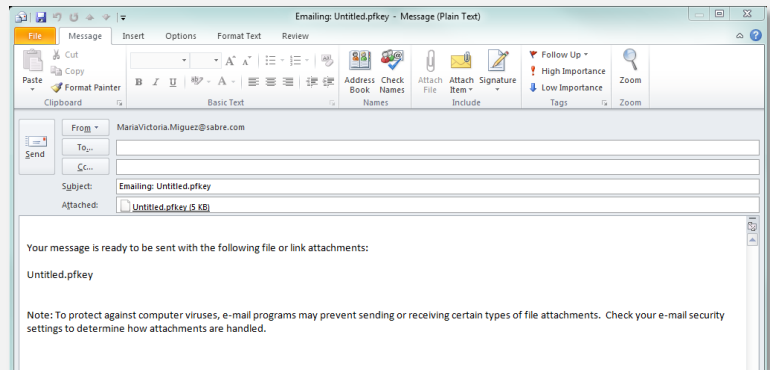 Emailing: Untitled.pfkey - Message (Plain Text)
File Message Insert Options Format Text Review
Paste
Cut
Copy
Format Painter
Clipboard
B I U
Basic Text
Address Book
Check Names
Names
Attach File
Attach Item
Signature
Include
Follow Up
High Importance
Low Importance
Tags
Zoom
Zoom
Send
From MariaVictoria.Miguez@sabre.com
To...
Cc...
Subject: Emailing: Untitled.pfkey
Attached: Untitled.pfkey (5 KB)
Your message is ready to be sent with the following file or link attachments:
Untitled.pfkey
Note: To protect against computer viruses, e-mail programs may prevent sending or receiving certain types of file attachments. Check your e-mail security
settings to determine how attachments are handled.